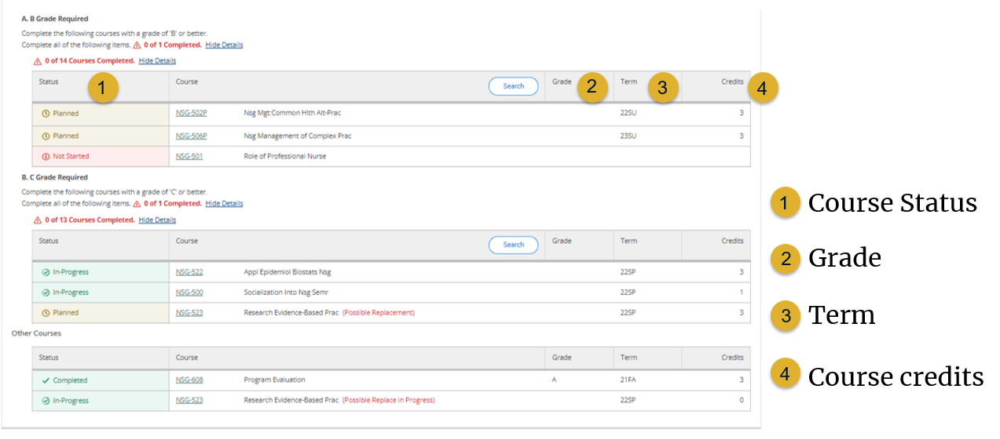 A. B Grade Required
Complete the following courses with a grade of 'B' or better.
Complete all of the following items. 0 of 1 Completed. Hide Details
0 of 14 Courses Completed. Hide Details
Status 1 Course Search Grade 2 Term 3 Credits 4
Planned NSG-502P Nsg Mgt:Common Hlth Alt-Prac 22SU 3
Planned NSG-506P Nsg Management of Complex Prac 23SU 3
Not Started NSG-501 Role of Professional Nurse
B. C Grade Required
Complete the following courses with a grade of 'C' or better.
Complete all of the following items. 0 of 1 Completed. Hide Details
0 of 13 Courses Completed. Hide Details
Status Course Search Grade Term Credits
In-Progress NSG-522 Appl Epidemiol Biostats Nsg 22SP 3
In-Progress NSG-500 Socialization Into Nsg Semr 22SP 1
Planned NSG-523 Research Evidence-Based Prac (Possible Replacement) 22SP 3
Other Courses
Status Course Grade Term Credits
Completed NSG-608 Program Evaluation A 21FA 3
In-Progress NSG-523 Research Evidence-Based Prac (Possible Replace in Progress) 22SP 0
1 Course Status
2 Grade
3 Term
4 Course credits